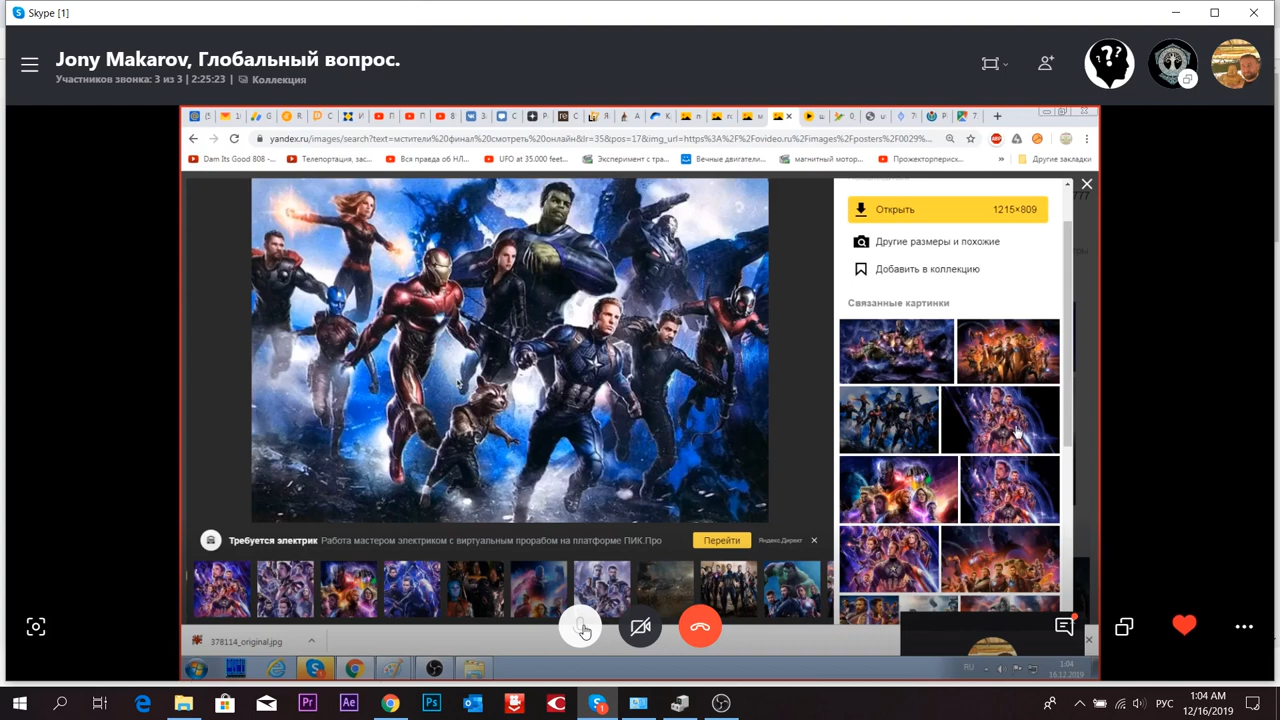 Skype [1]
Jony Makarov, Глобальный вопрос.
Участников звонка: 3 из 3 | 2:25:23 | Коллекция
yandex.ru/images/search?text=мстители%20финал%20смотреть%20онлайн&lr=35&pos=17&img_url=https%3A%2F%2Fovideo.ru%2Fimages%2Fposters%2F0029%...
Dam Its Good 808 -...
Телепортация, зас...
Вся правда об НЛ...
UFO at 35.000 feet...
Эксперимент с тра...
Вечные двигатели...
магнитный мотор...
Прожекторперисх...
»
Другие закладки
Открыть 1215×809
Другие размеры и похожие
Добавить в коллекцию
Связанные картинки
Требуется электрик Работа мастером электриком с виртуальным прорабом на платформе ПИК.Про
Перейти
Яндекс.Директ
378114_original.jpg
RU
1:04
16.12.2019
Pr
Ae
Ps
РУС
1:04 AM
12/16/2019